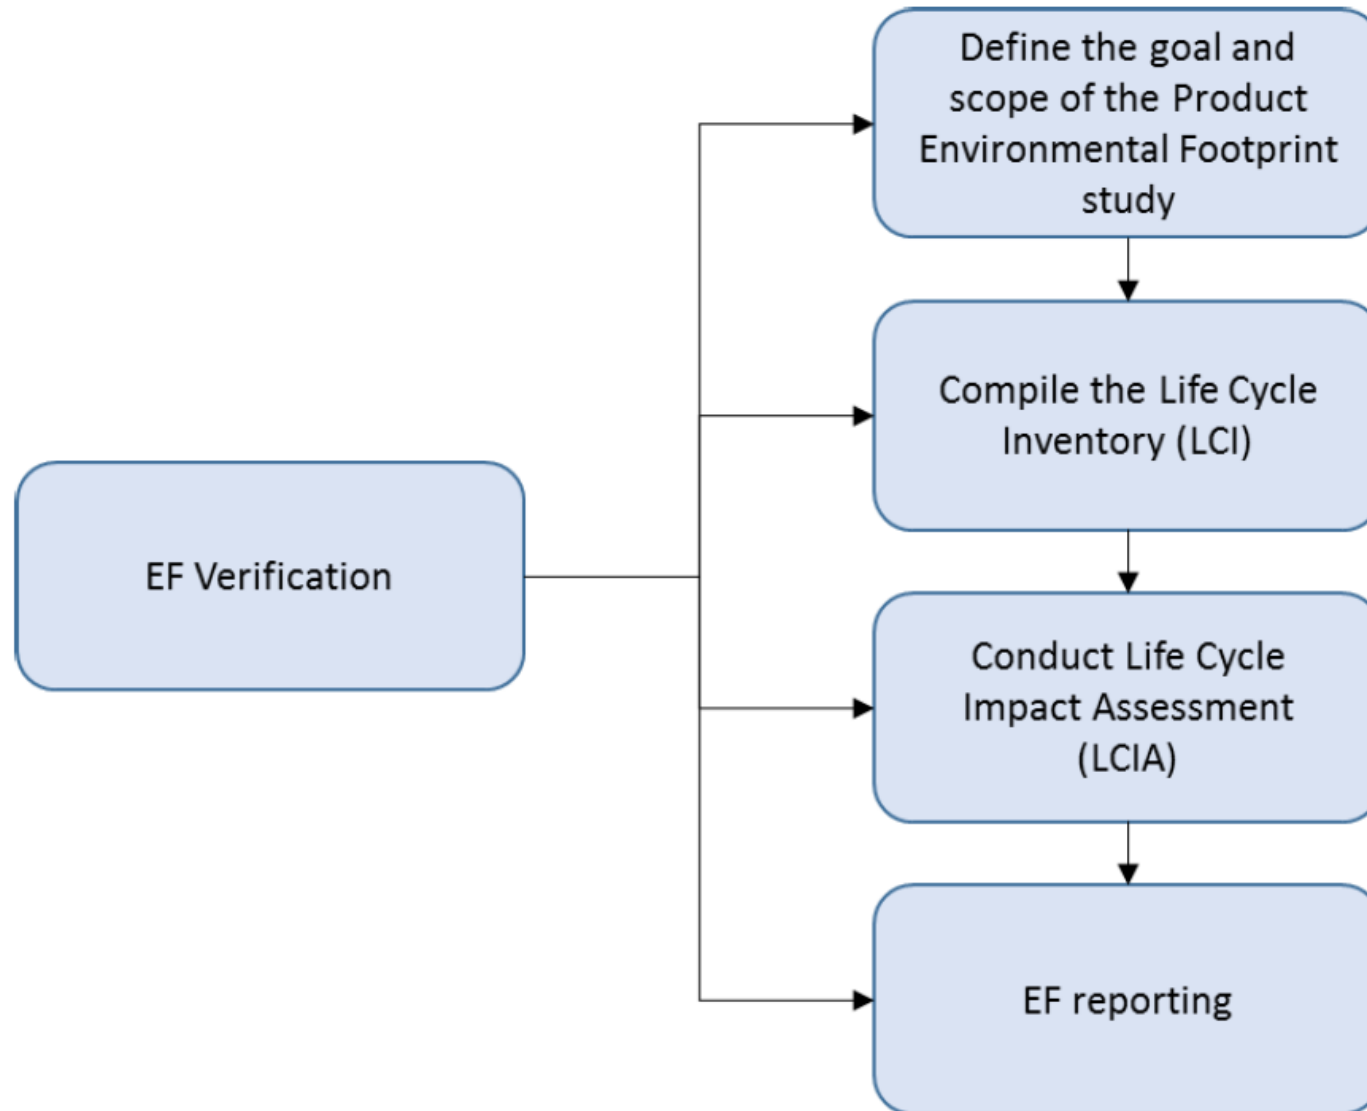 Define the goal and
scope of the Product
Environmental Footprint
study
Compile the Life Cycle
Inventory (LCI)
EF Verification
Conduct Life Cycle
Impact Assessment
(LCIA)
EF reporting